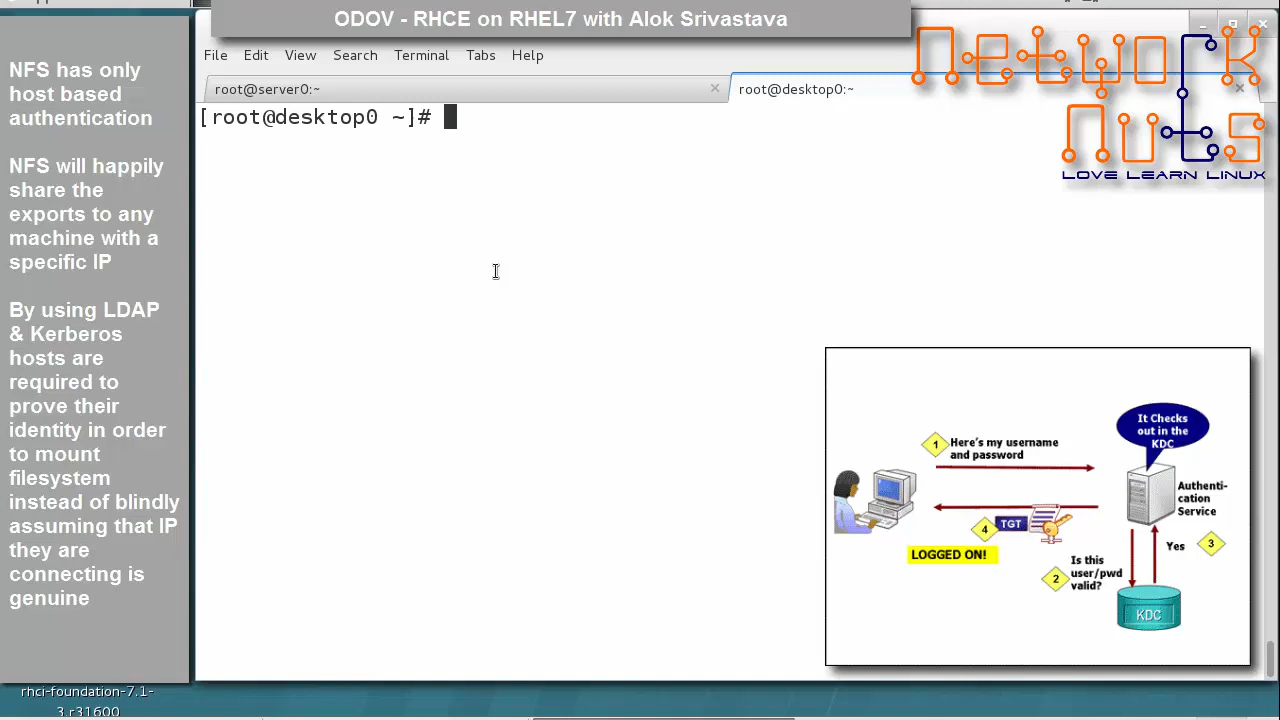 ODOV - RHCE on RHEL7 with Alok Srivastava
File Edit View Search Terminal Tabs Help
root@server0:~
root@desktop0:~
[root@desktop0 ~]#
NETWORK
NUTS
LOVE LEARN LINUX
NFS has only
host based
authentication
NFS will happily
share the
exports to any
machine with a
specific IP
By using LDAP
& Kerberos
hosts are
required to
prove their
identity in order
to mount
filesystem
instead of blindly
assuming that IP
they are
connecting is
genuine
It Checks
out in the
KDC
1
Here's my username
and password
Authenti-
cation
Service
4
TGT
LOGGED ON!
Yes
3
2
Is this
user/pwd
valid?
KDC
rhci-foundation-7.1-
3.r31600